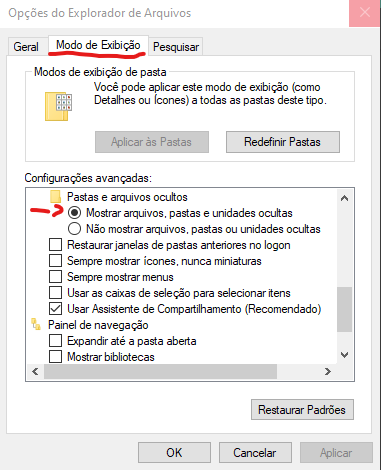 Opções do Explorador de Arquivos
Geral
Modo de Exibição
Pesquisar
Modos de exibição de pasta
Você pode aplicar este modo de exibição (como
Detalhes ou Ícones) a todas as pastas deste tipo.
Aplicar às Pastas
Redefinir Pastas
Configurações avançadas:
Pastas e arquivos ocultos
Mostrar arquivos, pastas e unidades ocultas
Não mostrar arquivos, pastas ou unidades ocultas
Restaurar janelas de pastas anteriores no logon
Sempre mostrar ícones, nunca miniaturas
Sempre mostrar menus
Usar as caixas de seleção para selecionar itens
Usar Assistente de Compartilhamento (Recomendado)
Painel de navegação
Expandir até a pasta aberta
Mostrar bibliotecas
Restaurar Padrões
OK
Cancelar
Aplicar